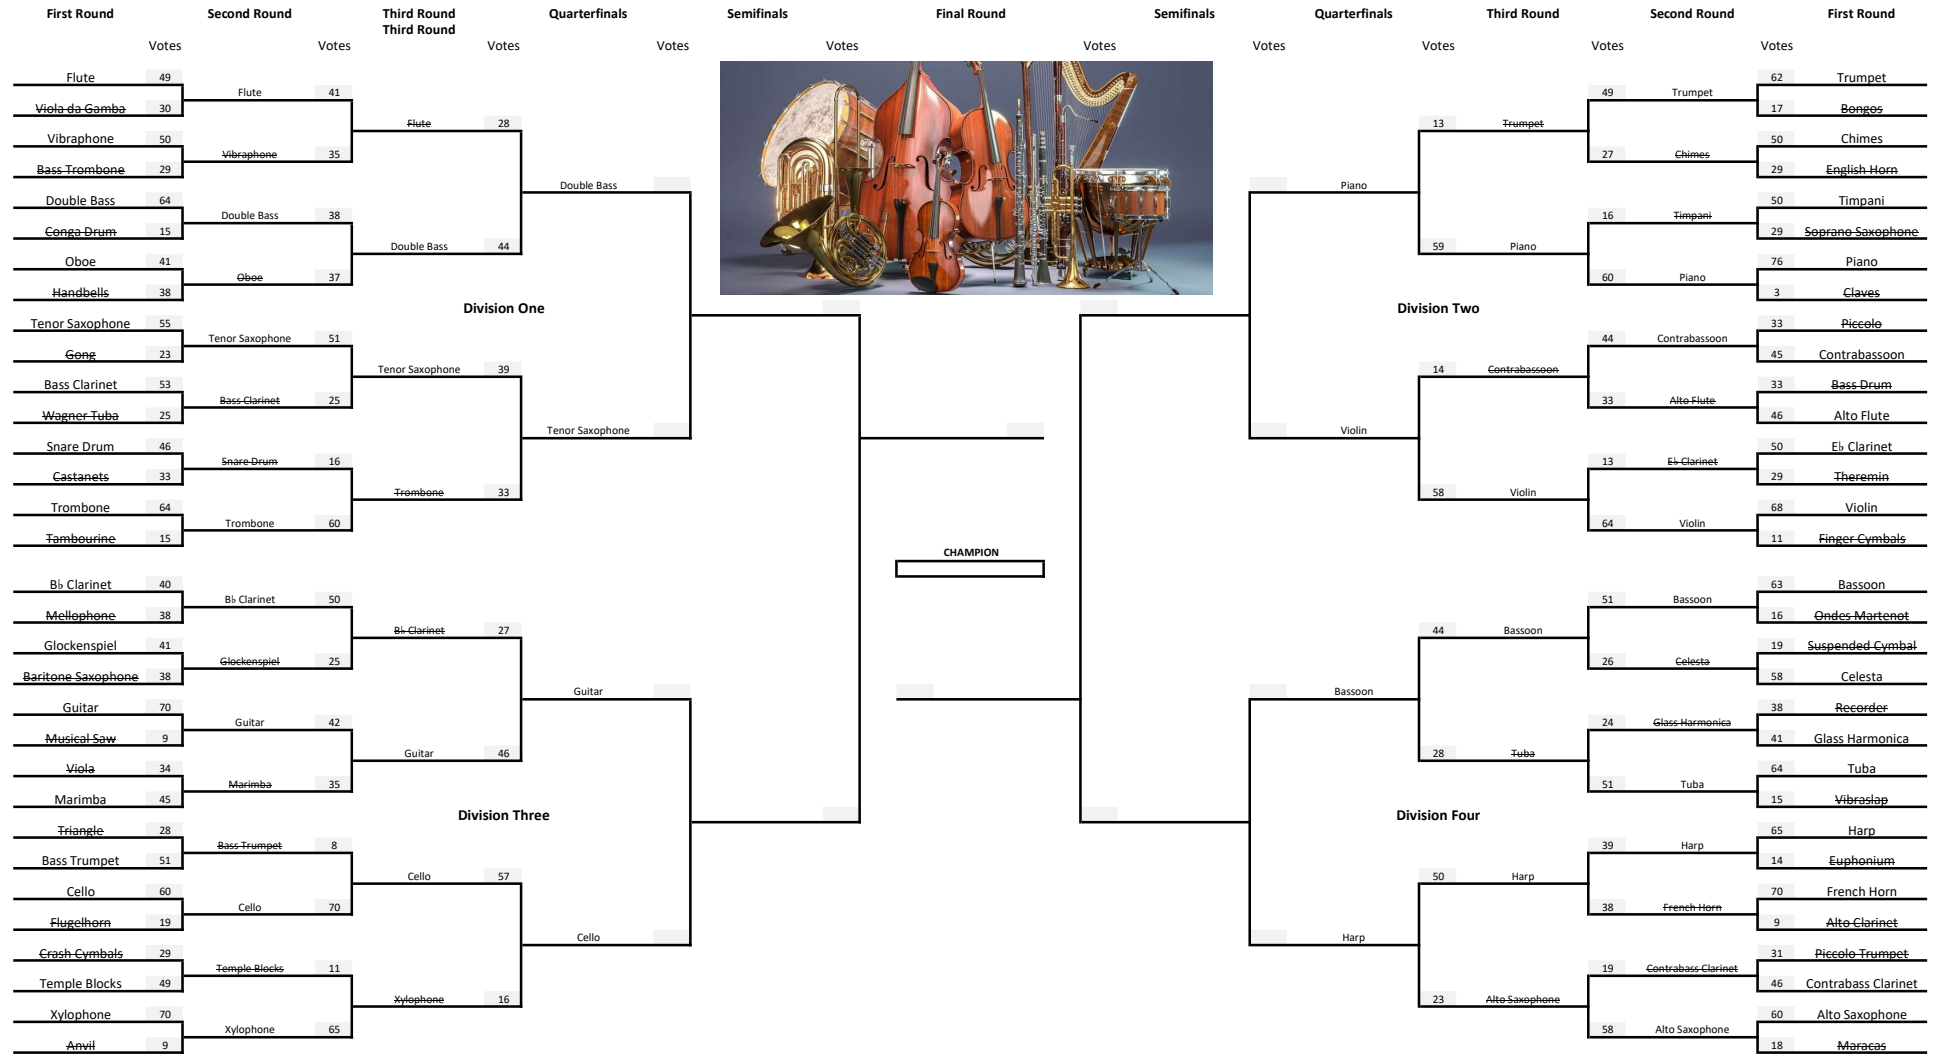 First Round Second Round Third Round Quarterfinals Semifinals Final Round Semifinals Quarterfinals Third Round Second Round First Round
Third Round
Votes Votes Votes Votes Votes Votes Votes Votes Votes Votes
Flute 49
Viola da Gamba 30
Vibraphone 50
Bass Trombone 29
Double Bass 64
Conga Drum 15
Oboe 41
Handbells 38
Tenor Saxophone 55
Gong 23
Bass Clarinet 53
Wagner Tuba 25
Snare Drum 46
Castanets 33
Trombone 64
Tambourine 15
B♭ Clarinet 40
Mellophone 38
Glockenspiel 41
Baritone Saxophone 38
Guitar 70
Musical Saw 9
Viola 34
Marimba 45
Triangle 28
Bass Trumpet 51
Cello 60
Flugelhorn 19
Crash Cymbals 29
Temple Blocks 49
Xylophone 70
Anvil 9
Flute 41
Vibraphone 35
Double Bass 38
Oboe 37
Tenor Saxophone 51
Bass Clarinet 25
Snare Drum 16
Trombone 60
B♭ Clarinet 50
Glockenspiel 25
Guitar 42
Marimba 35
Bass Trumpet 8
Cello 70
Temple Blocks 11
Xylophone 65
Flute 28
Double Bass 44
Tenor Saxophone 39
Trombone 33
B♭ Clarinet 27
Guitar 46
Cello 57
Xylophone 16
Division One
Division Three
Double Bass
Tenor Saxophone
Guitar
Cello
CHAMPION
Piano
Violin
Bassoon
Harp
Division Two
Division Four
13 Trumpet
59 Piano
14 Contrabassoon
58 Violin
44 Bassoon
28 Tuba
50 Harp
23 Alto Saxophone
49 Trumpet
27 Chimes
16 Timpani
60 Piano
44 Contrabassoon
33 Alto Flute
13 E♭ Clarinet
64 Violin
51 Bassoon
26 Celesta
24 Glass Harmonica
51 Tuba
39 Harp
38 French Horn
19 Contrabass Clarinet
58 Alto Saxophone
62 Trumpet
17 Bongos
50 Chimes
29 English Horn
50 Timpani
29 Soprano Saxophone
76 Piano
3 Claves
33 Piccolo
45 Contrabassoon
33 Bass Drum
46 Alto Flute
50 E♭ Clarinet
29 Theremin
68 Violin
11 Finger Cymbals
63 Bassoon
16 Ondes Martenot
19 Suspended Cymbal
58 Celesta
38 Recorder
41 Glass Harmonica
64 Tuba
15 Vibraslap
65 Harp
14 Euphonium
70 French Horn
9 Alto Clarinet
31 Piccolo Trumpet
46 Contrabass Clarinet
60 Alto Saxophone
18 Maracas